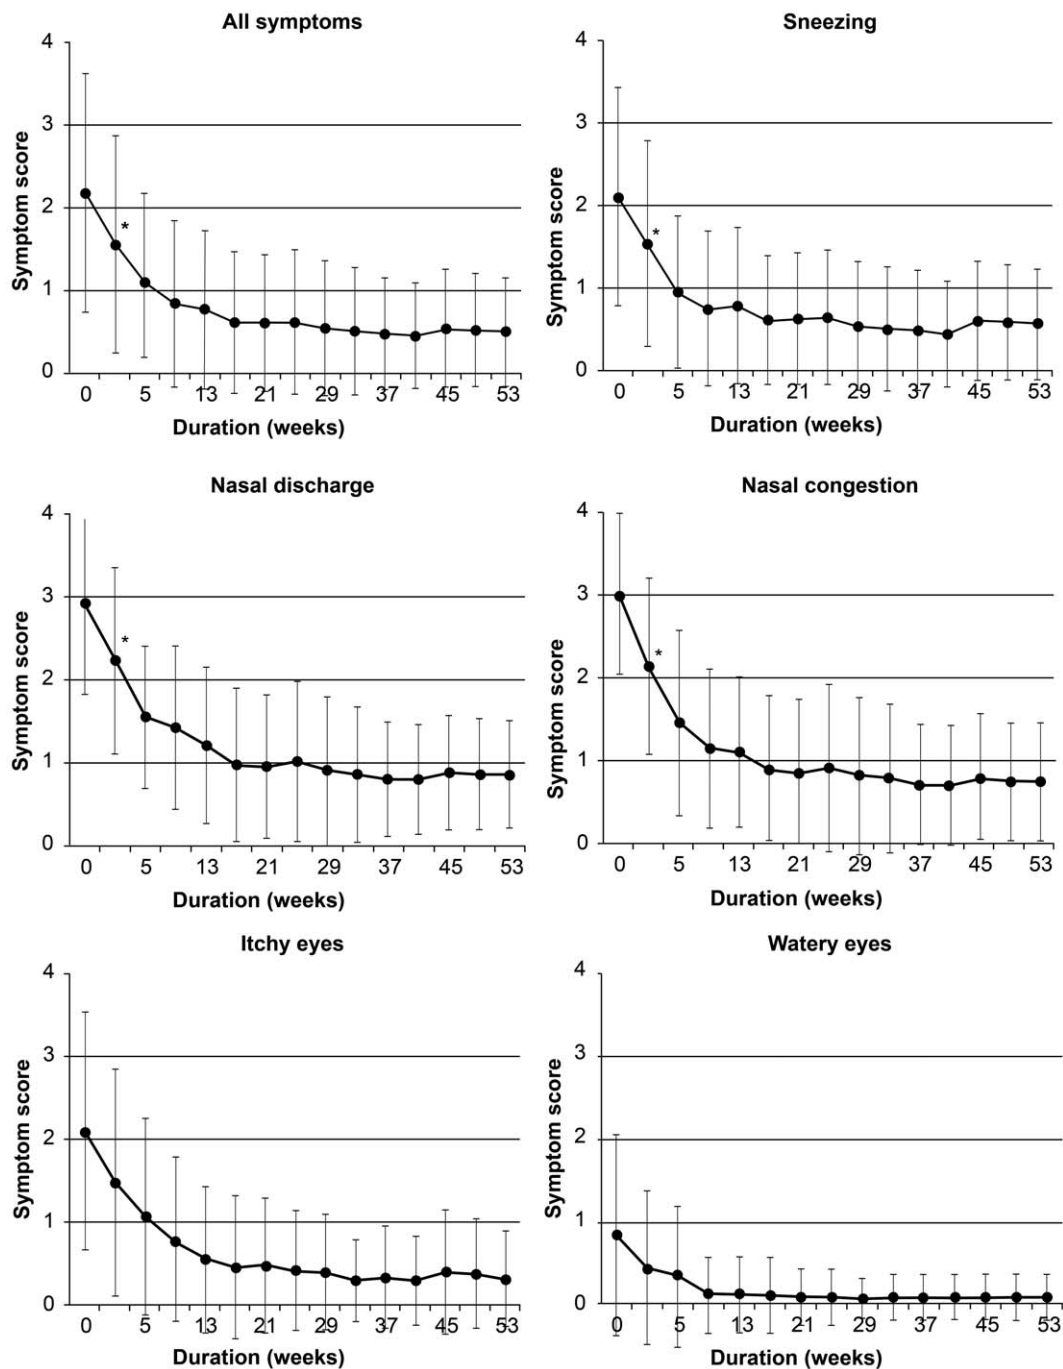 All symptoms
Symptom score
4
3
2
1
0
*
0 5 13 21 29 37 45 53
Duration (weeks)
Sneezing
Symptom score
4
3
2
1
0
*
0 5 13 21 29 37 45 53
Duration (weeks)
Nasal discharge
Symptom score
4
3
2
1
0
*
0 5 13 21 29 37 45 53
Duration (weeks)
Nasal congestion
Symptom score
4
3
2
1
0
*
0 5 13 21 29 37 45 53
Duration (weeks)
Itchy eyes
Symptom score
4
3
2
1
0
0 5 13 21 29 37 45 53
Duration (weeks)
Watery eyes
Symptom score
4
3
2
1
0
0 5 13 21 29 37 45 53
Duration (weeks)